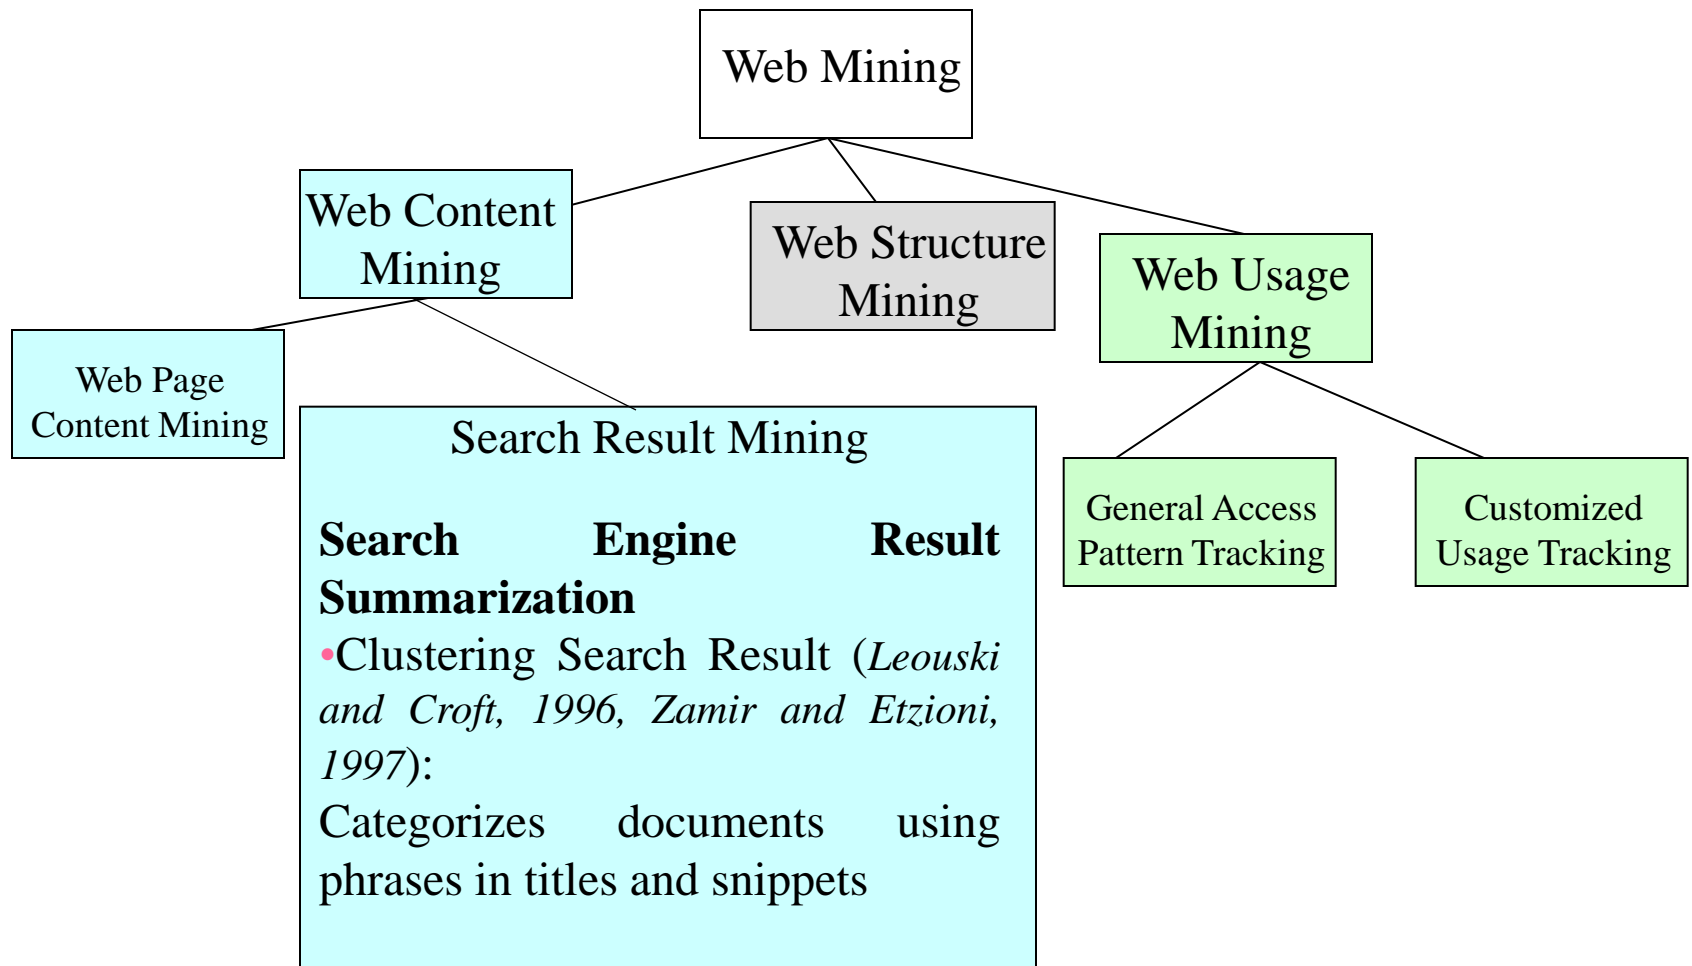 Web Mining
Web Content
Mining
Web Structure
Mining
Web Usage
Mining
Web Page
Content Mining
Search Result Mining
Search Engine Result
Summarization
•Clustering Search Result (Leouski
and Croft, 1996, Zamir and Etzioni,
1997):
Categorizes documents using
phrases in titles and snippets
General Access
Pattern Tracking
Customized
Usage Tracking